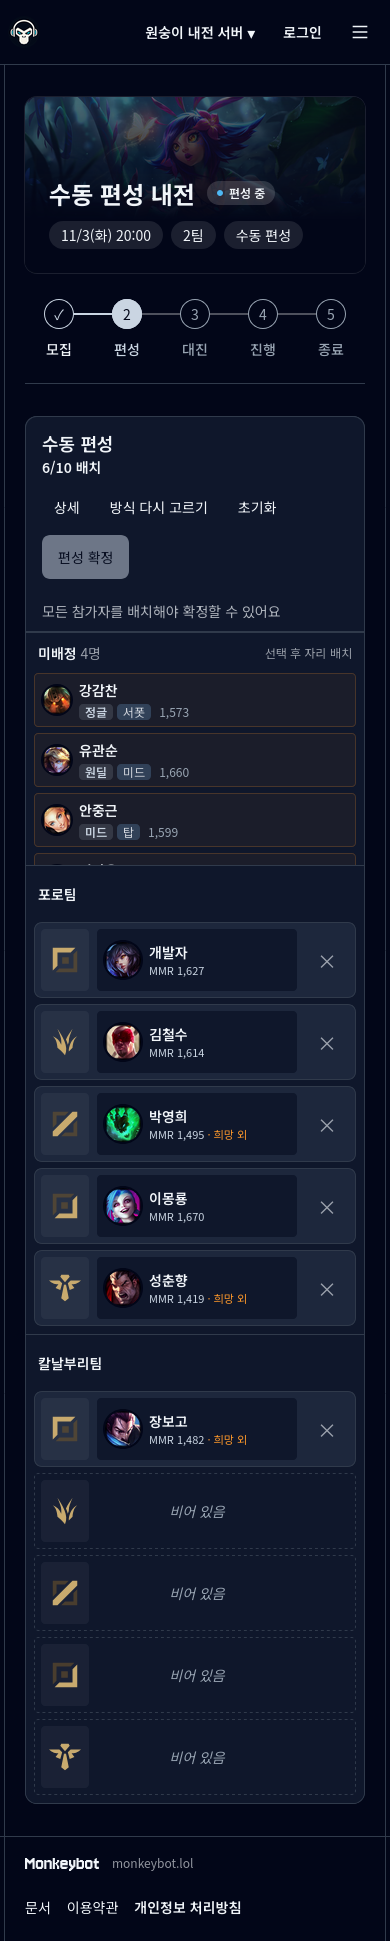 원숭이 내전 서버 ▾
로그인
수동 편성 내전
편성 중
11/3(화) 20:00
2팀
수동 편성
✓
2
3
4
5
모집
편성
대진
진행
종료
수동 편성
6/10 배치
상세
방식 다시 고르기
초기화
편성 확정
모든 참가자를 배치해야 확정할 수 있어요
미배정 4명
선택 후 자리 배치
강감찬
정글 서폿 1,573
유관순
원딜 미드 1,660
안중근
미드 탑 1,599
포로팀
개발자
MMR 1,627
김철수
MMR 1,614
박영희
MMR 1,495 · 희망 외
이몽룡
MMR 1,670
성춘향
MMR 1,419 · 희망 외
칼날부리팀
장보고
MMR 1,482 · 희망 외
비어 있음
비어 있음
비어 있음
비어 있음
Monkeybot
monkeybot.lol
문서
이용약관
개인정보 처리방침